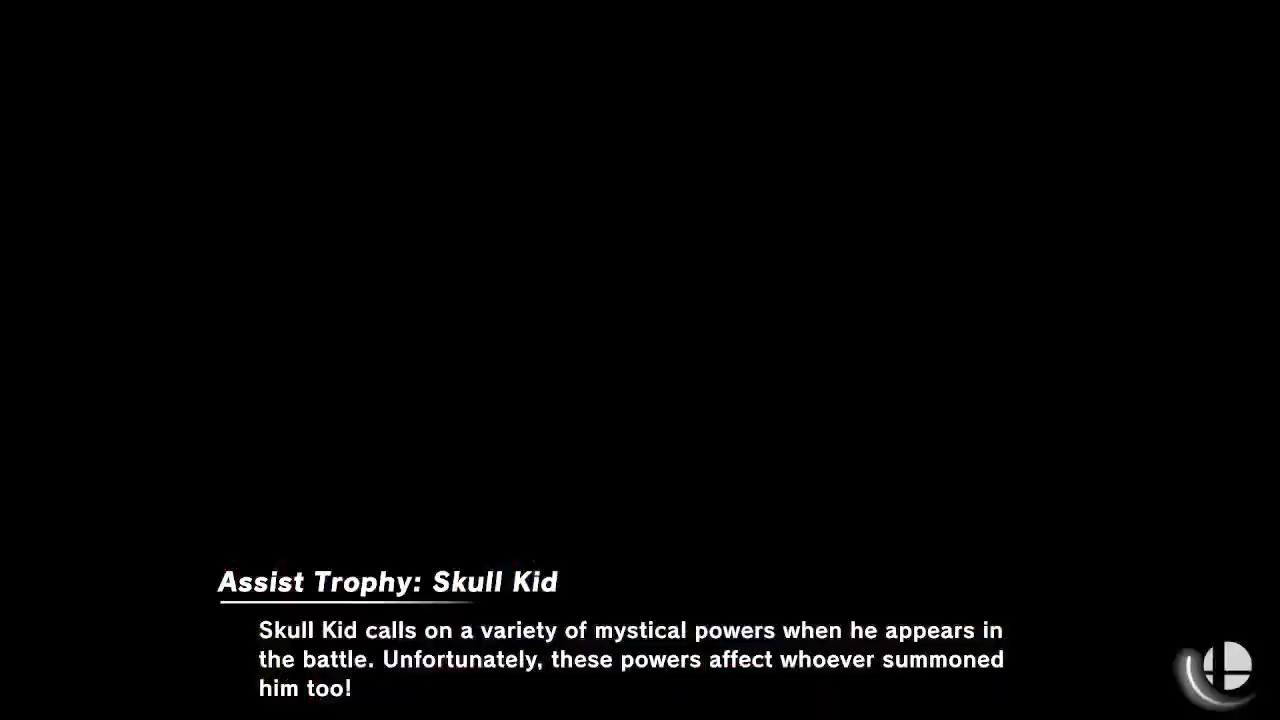 Assist Trophy: Skull Kid
Skull Kid calls on a variety of mystical powers when he appears in
the battle. Unfortunately, these powers affect whoever summoned
him too!